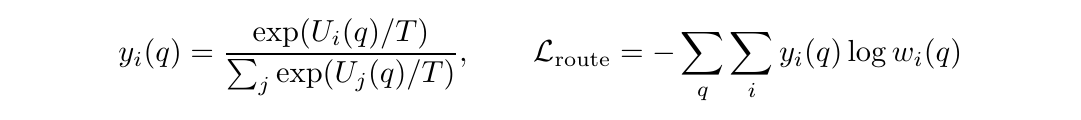 $$y_i(q) = \frac{\exp(U_i(q)/T)}{\sum_j \exp(U_j(q)/T)}, \qquad \mathcal{L}_{\text{route}} = -\sum_q \sum_i y_i(q) \log w_i(q)$$